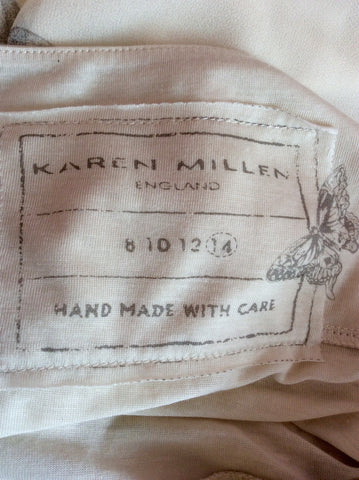 KAREN MILLEN
ENGLAND
8 10 12 14
HAND MADE WITH CARE